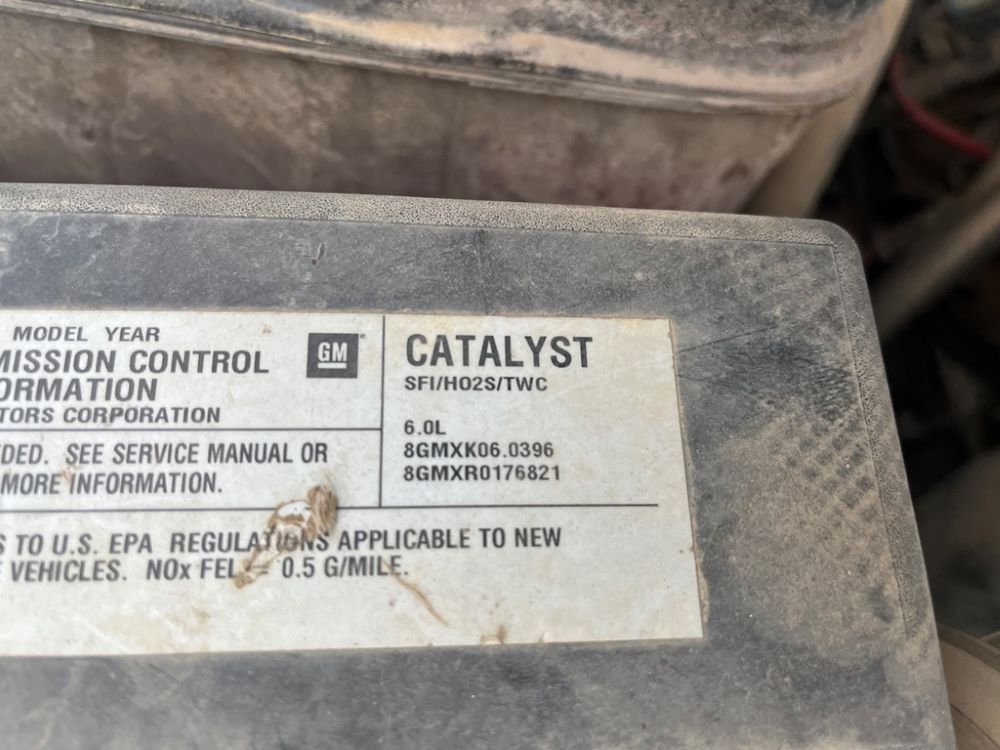 MODEL YEAR
MISSION CONTROL
ORMATION
TORS CORPORATION
GM
DED. SEE SERVICE MANUAL OR
MORE INFORMATION.
CATALYST
SFI/HO2S/TWC
6.0L
8GMXK06.0396
8GMXR0176821
S TO U.S. EPA REGULATIONS APPLICABLE TO NEW
VEHICLES. NOx FEL = 0.5 G/MILE.